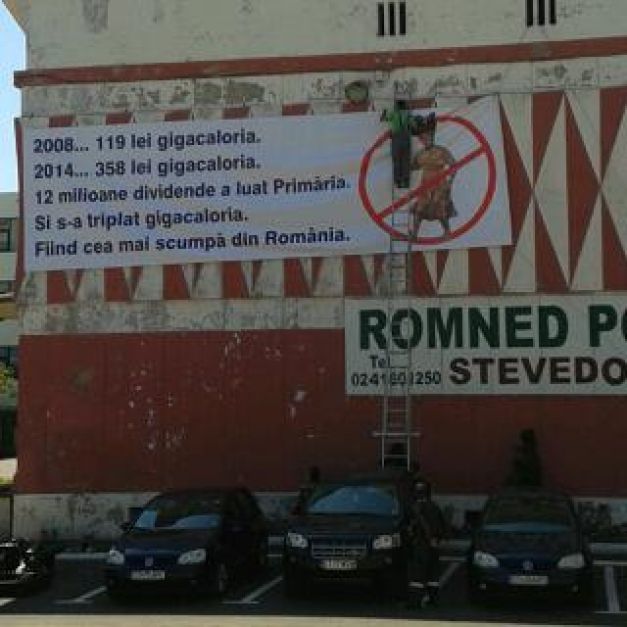 2008... 119 lei gigacaloria.
2014... 358 lei gigacaloria.
12 milioane dividende a luat Primăria.
Si s-a triplat gigacaloria.
Fiind cea mai scumpă din România.
ROMNED PO
STEVEDO